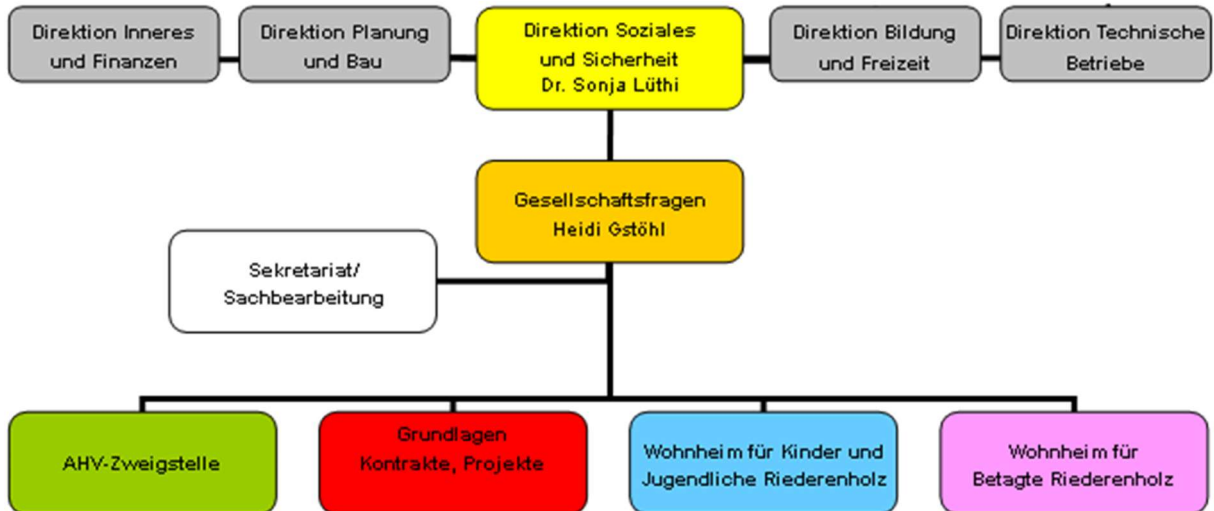 Direktion Inneres
und Finanzen
Direktion Planung
und Bau
Direktion Soziales
und Sicherheit
Dr. Sonja Lüthi
Direktion Bildung
und Freizeit
Direktion Technische
Betriebe
Gesellschaftsfragen
Heidi Gstöhl
Sekretariat/
Sachbearbeitung
AHV-Zweigstelle
Grundlagen
Kontrakte, Projekte
Wohnheim für Kinder und
Jugendliche Riederenholz
Wohnheim für
Betagte Riederenholz